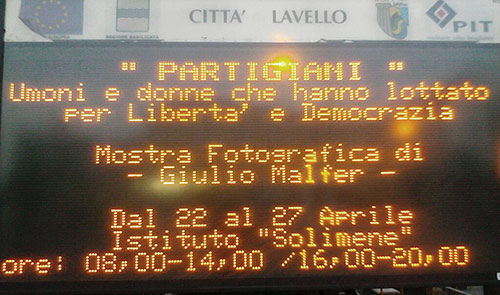 CITTA' LAVELLO
PIT
" PARTIGIANI "
Umoni e donne che hanno lottato
per Liberta' e Democrazia
Mostra Fotografica di
- Giulio Malfer -
Dal 22 al 27 Aprile
Istituto "Solimene"
ore: 08,00-14,00 /16,00-20,00